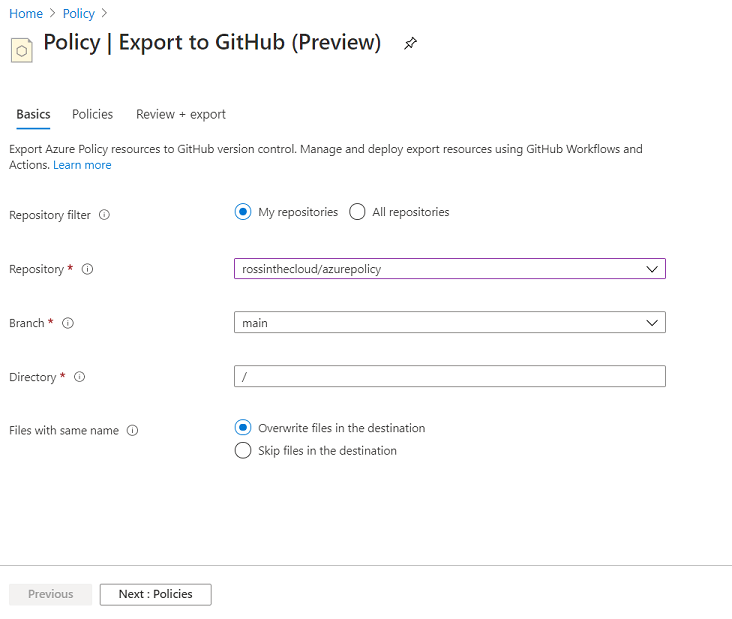 Home > Policy >
Policy | Export to GitHub (Preview)
Basics Policies Review + export
Export Azure Policy resources to GitHub version control. Manage and deploy export resources using GitHub Workflows and
Actions. Learn more
Repository filter My repositories All repositories
Repository * rossinthecloud/azurepolicy
Branch * main
Directory * /
Files with same name Overwrite files in the destination
Skip files in the destination
Previous Next : Policies